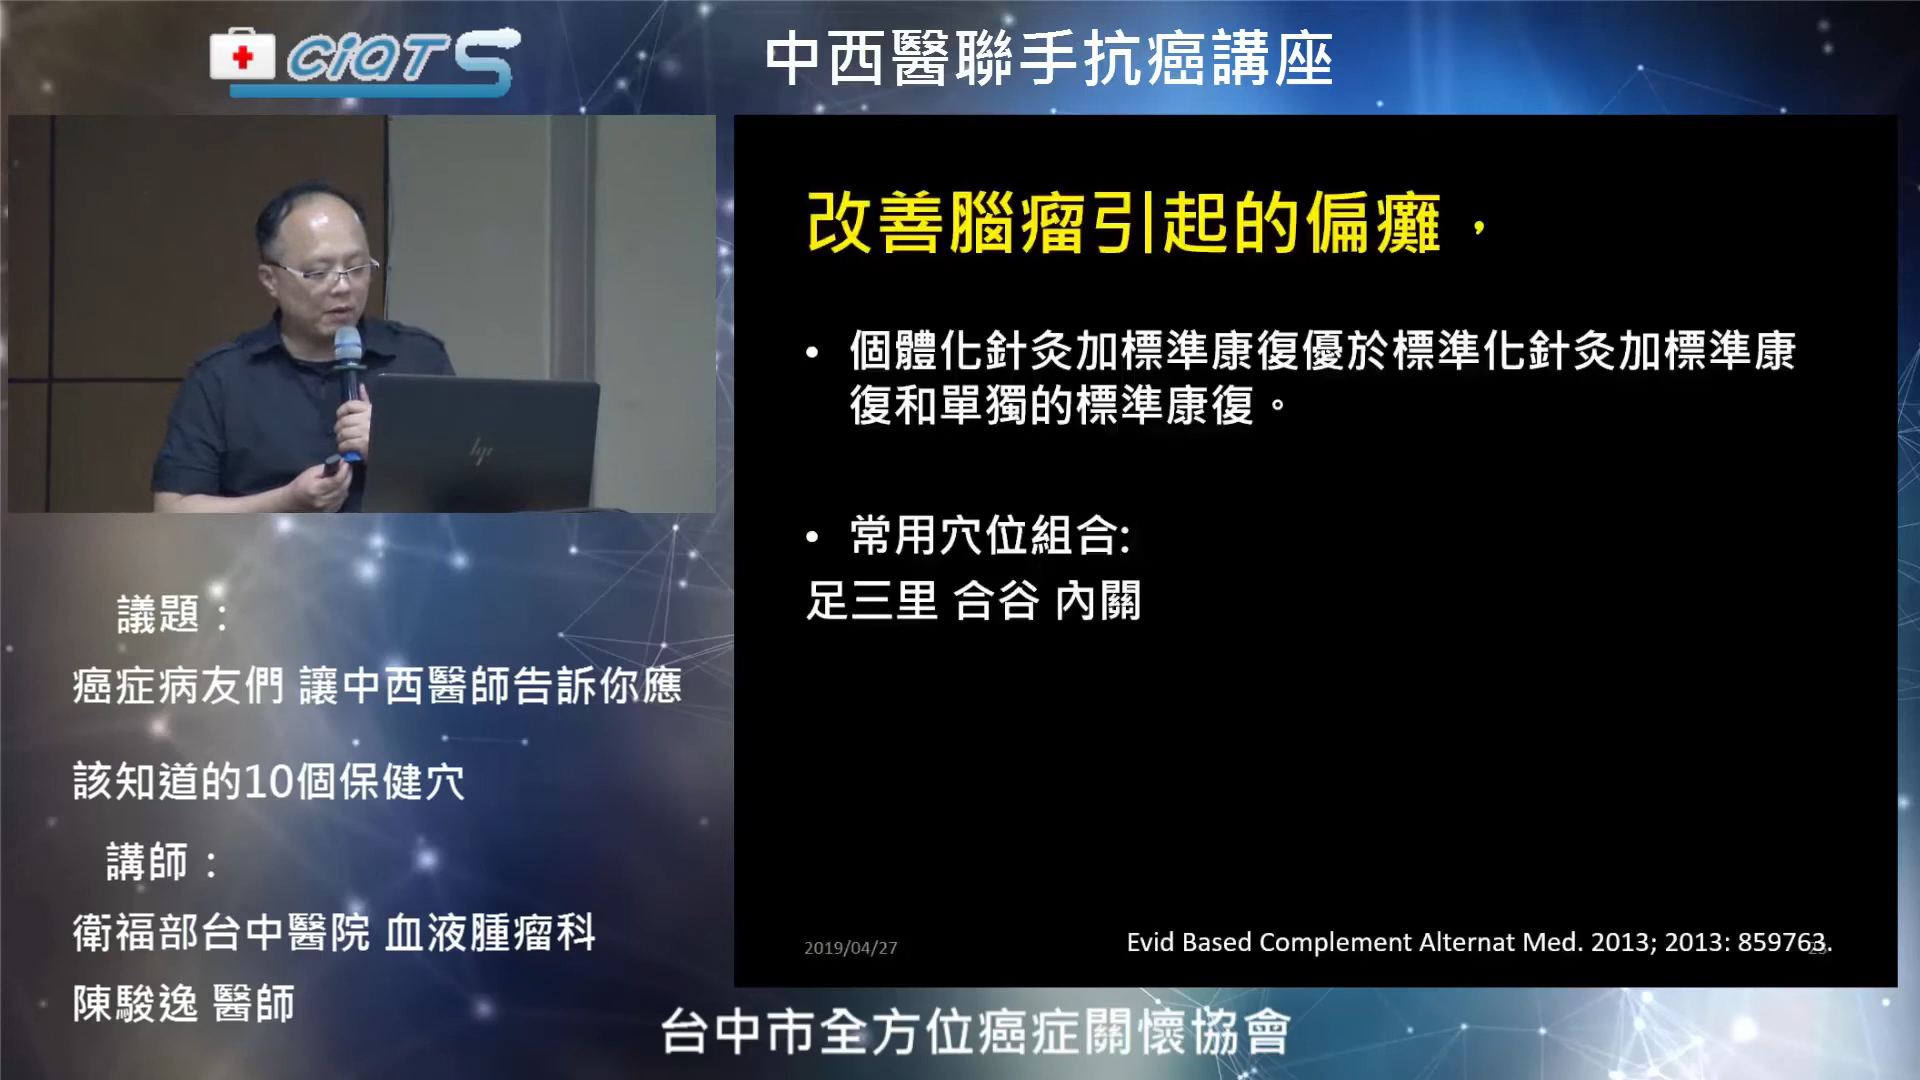 CiQTS
中西醫聯手抗癌講座
改善腦瘤引起的偏癱，
• 個體化針灸加標準康復優於標準化針灸加標準康
復和單獨的標準康復。
• 常用穴位組合:
足三里 合谷 內關
2019/04/27
Evid Based Complement Alternat Med. 2013; 2013: 859763.
hp
議題：
癌症病友們 讓中西醫師告訴你應
該知道的10個保健穴
講師：
衛福部台中醫院 血液腫瘤科
陳駿逸 醫師
台中市全方位癌症關懷協會